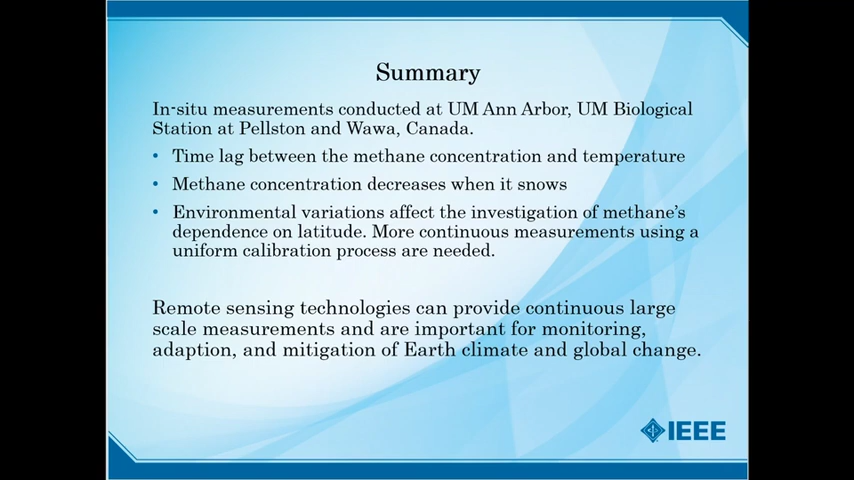 Summary
In-situ measurements conducted at UM Ann Arbor, UM Biological
Station at Pellston and Wawa, Canada.
• Time lag between the methane concentration and temperature
• Methane concentration decreases when it snows
• Environmental variations affect the investigation of methane's
dependence on latitude. More continuous measurements using a
uniform calibration process are needed.
Remote sensing technologies can provide continuous large
scale measurements and are important for monitoring,
adaption, and mitigation of Earth climate and global change.
IEEE